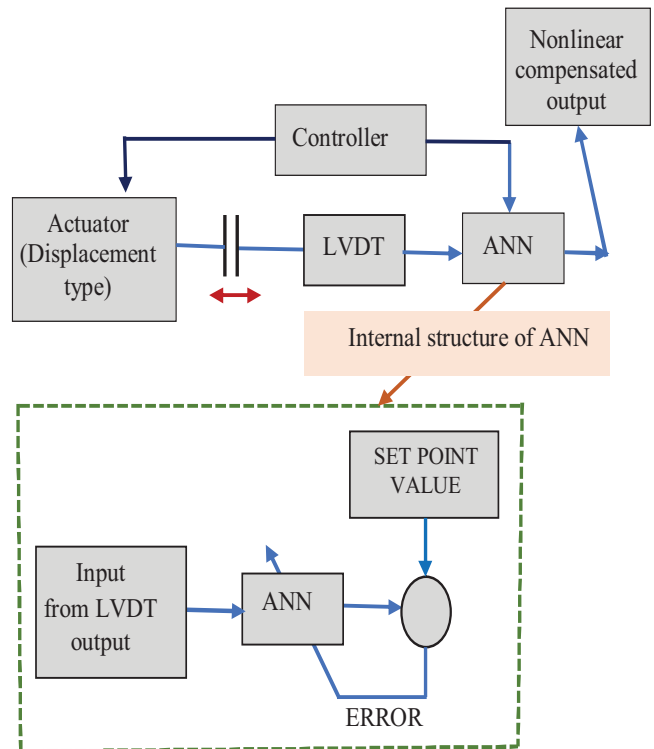 Nonlinear
compensated
output
Controller
Actuator
(Displacement
type)
LVDT
ANN
Internal structure of ANN
SET POINT
VALUE
Input
from LVDT
output
ANN
ERROR